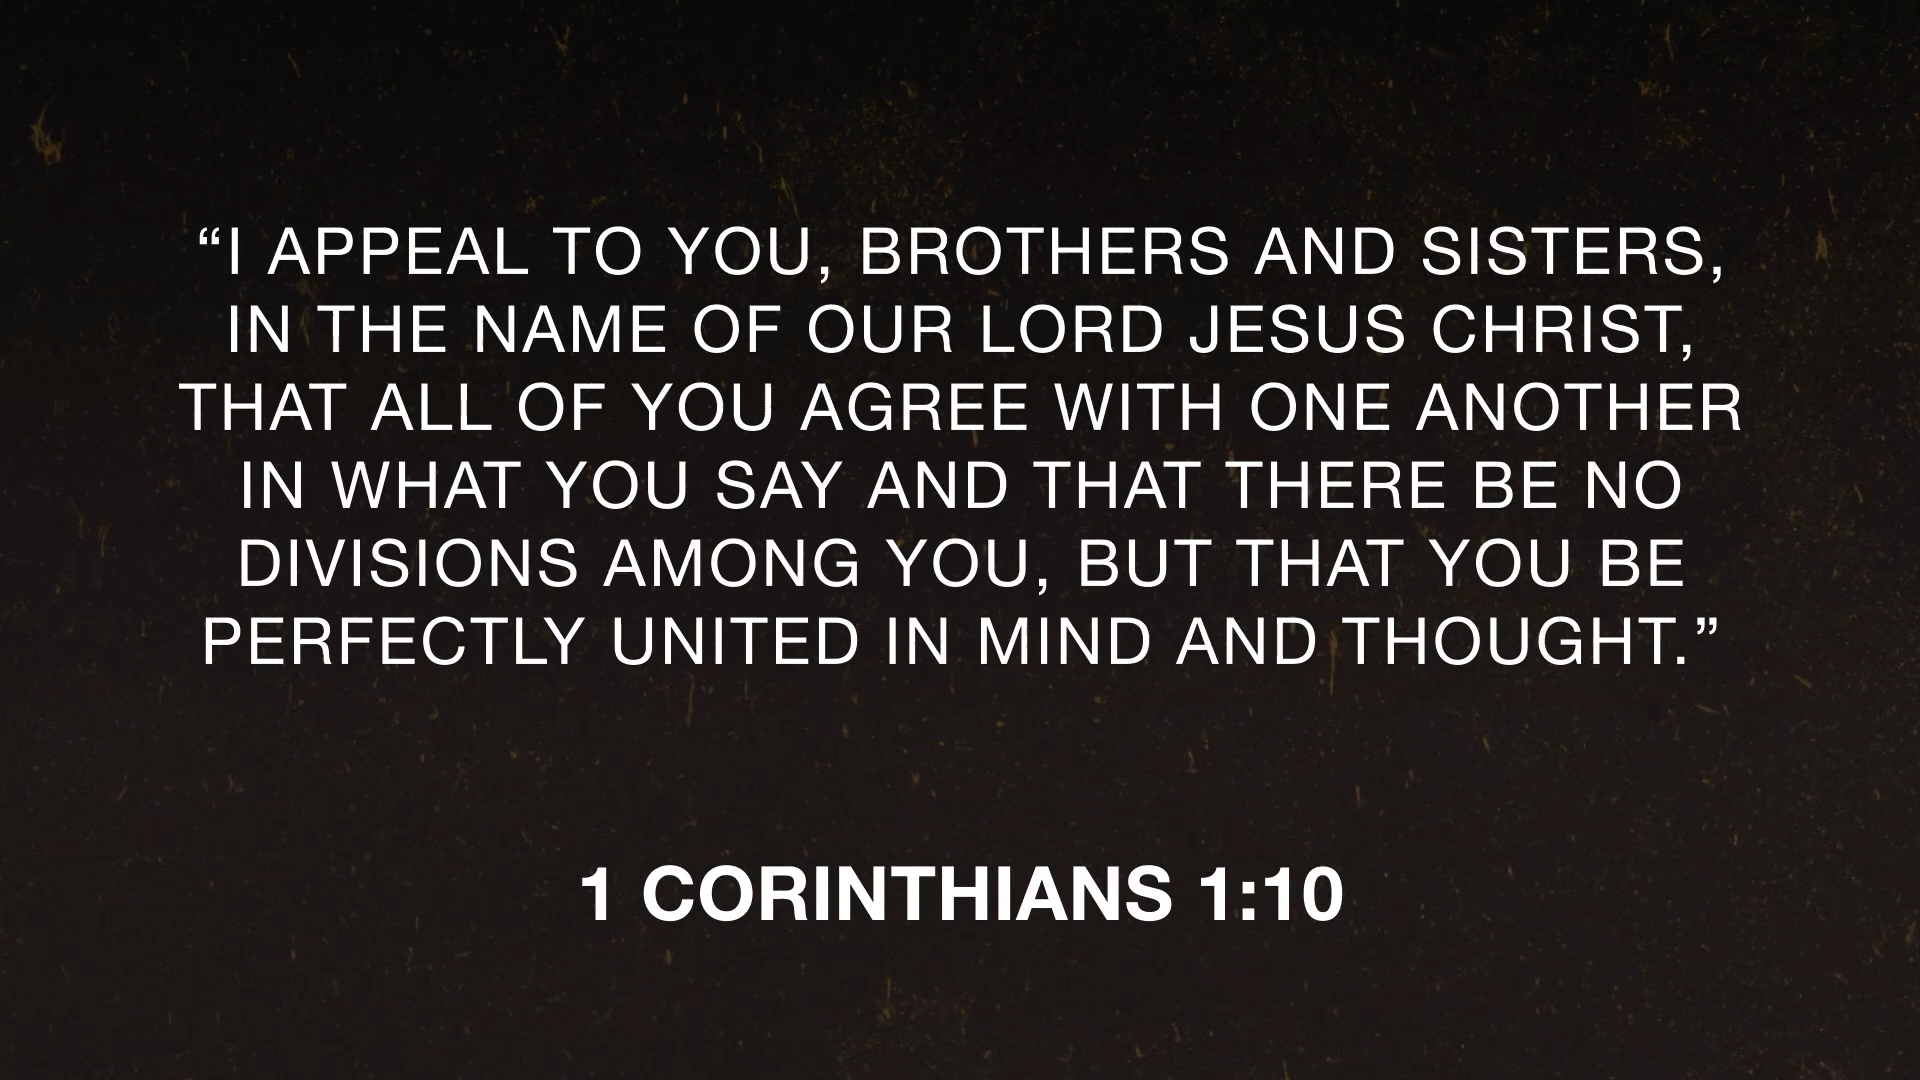 “I APPEAL TO YOU, BROTHERS AND SISTERS,
IN THE NAME OF OUR LORD JESUS CHRIST,
THAT ALL OF YOU AGREE WITH ONE ANOTHER
IN WHAT YOU SAY AND THAT THERE BE NO
DIVISIONS AMONG YOU, BUT THAT YOU BE
PERFECTLY UNITED IN MIND AND THOUGHT.”
1 CORINTHIANS 1:10